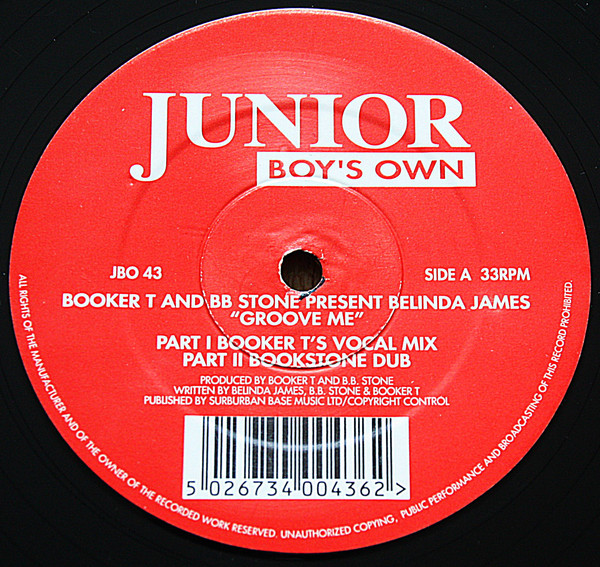 JUNIOR
BOY'S OWN
JBO 43
SIDE A 33RPM
BOOKER T AND BB STONE PRESENT BELINDA JAMES
“GROOVE ME”
PART I BOOKER T'S VOCAL MIX
PART II BOOKSTONE DUB
PRODUCED BY BOOKER T AND B.B. STONE
WRITTEN BY BELINDA JAMES, B.B. STONE & BOOKER T
PUBLISHED BY SURBURBAN BASE MUSIC LTD/COPYRIGHT CONTROL
5 026734 004362 >
ALL RIGHTS OF THE MANUFACTURER AND OF THE OWNER OF THE RECORDED WORK RESERVED. UNAUTHORIZED COPYING, PUBLIC PERFORMANCE AND BROADCASTING OF THIS RECORD PROHIBITED.